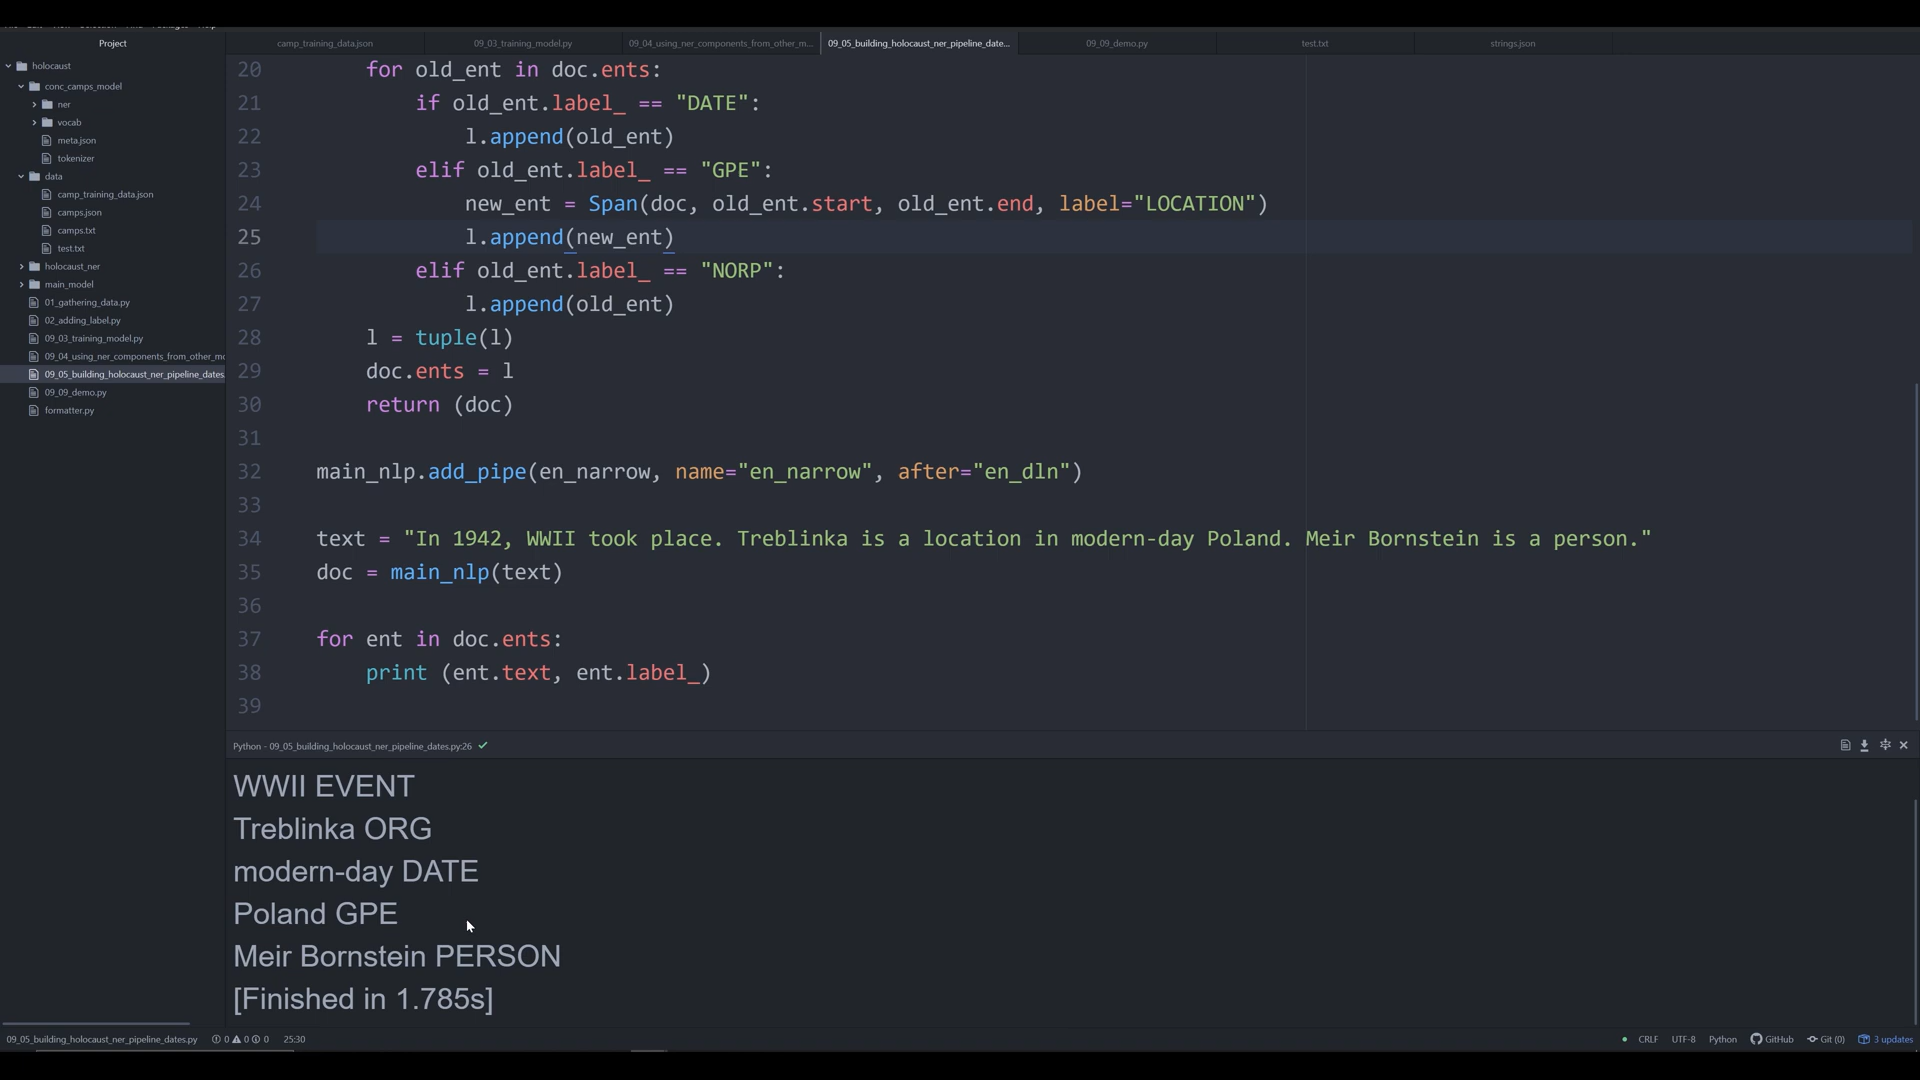 Project
holocaust
conc_camps_model
ner
vocab
meta.json
tokenizer
data
camp_training_data.json
camps.json
camps.txt
test.txt
holocaust_ner
main_model
01_gathering_data.py
02_adding_label.py
09_03_training_model.py
09_04_using_ner_components_from_other_mo
09_05_building_holocaust_ner_pipeline_dates.
09_09_demo.py
formatter.py
camp_training_data.json 09_03_training_model.py 09_04_using_ner_components_from_other_m... 09_05_building_holocaust_ner_pipeline_date... 09_09_demo.py test.txt strings.json
20 for old_ent in doc.ents:
21 if old_ent.label_ == "DATE":
22 l.append(old_ent)
23 elif old_ent.label_ == "GPE":
24 new_ent = Span(doc, old_ent.start, old_ent.end, label="LOCATION")
25 l.append(new_ent)
26 elif old_ent.label_ == "NORP":
27 l.append(old_ent)
28 l = tuple(l)
29 doc.ents = l
30 return (doc)
31
32 main_nlp.add_pipe(en_narrow, name="en_narrow", after="en_dln")
33
34 text = "In 1942, WWII took place. Treblinka is a location in modern-day Poland. Meir Bornstein is a person."
35 doc = main_nlp(text)
36
37 for ent in doc.ents:
38 print (ent.text, ent.label_)
39
Python - 09_05_building_holocaust_ner_pipeline_dates.py:26
WWII EVENT
Treblinka ORG
modern-day DATE
Poland GPE
Meir Bornstein PERSON
[Finished in 1.785s]
09_05_building_holocaust_ner_pipeline_dates.py 0 0 0 25:30 CRLF UTF-8 Python GitHub Git (0) 3 updates